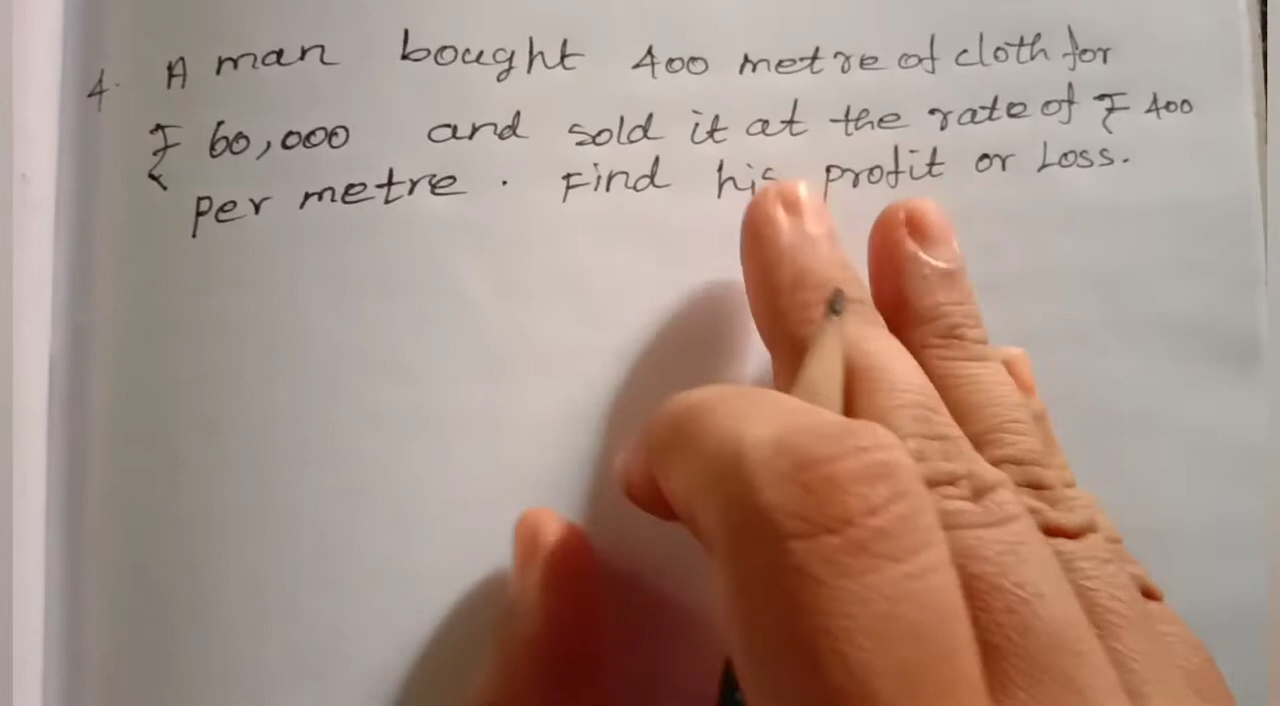 4. A man bought 400 metre of cloth for
₹ 60,000 and sold it at the rate of ₹ 400
per metre. Find his profit or Loss.